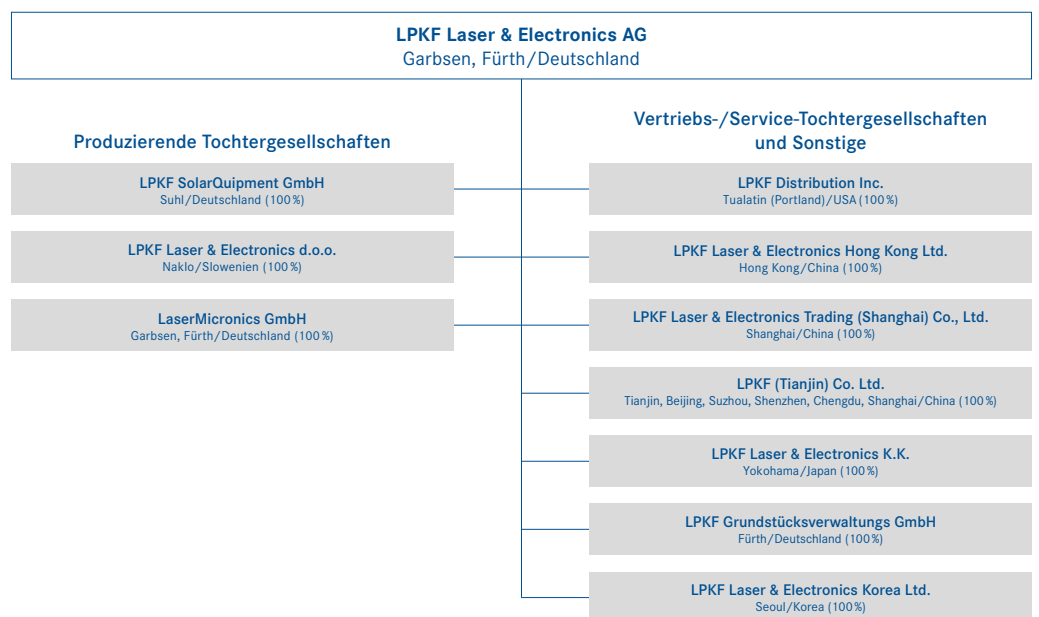 LPKF Laser & Electronics AG
Garbsen, Fürth/Deutschland
Produzierende Tochtergesellschaften
LPKF SolarQuipment GmbH
Suhl/Deutschland (100 %)
LPKF Laser & Electronics d.o.o.
Naklo/Slowenien (100 %)
LaserMicronics GmbH
Garbsen, Fürth/Deutschland (100 %)
Vertriebs-/Service-Tochtergesellschaften
und Sonstige
LPKF Distribution Inc.
Tualatin (Portland)/USA (100 %)
LPKF Laser & Electronics Hong Kong Ltd.
Hong Kong/China (100 %)
LPKF Laser & Electronics Trading (Shanghai) Co., Ltd.
Shanghai/China (100 %)
LPKF (Tianjin) Co. Ltd.
Tianjin, Beijing, Suzhou, Shenzhen, Chengdu, Shanghai/China (100 %)
LPKF Laser & Electronics K.K.
Yokohama/Japan (100 %)
LPKF Grundstücksverwaltungs GmbH
Fürth/Deutschland (100 %)
LPKF Laser & Electronics Korea Ltd.
Seoul/Korea (100 %)